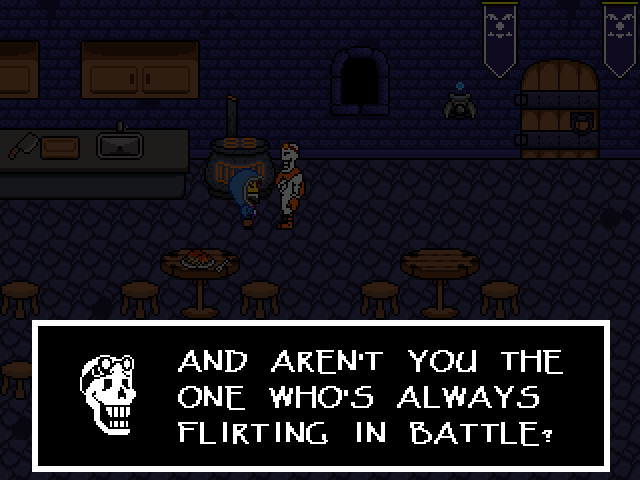 AND AREN'T YOU THE
ONE WHO'S ALWAYS
FLIRTING IN BATTLE?